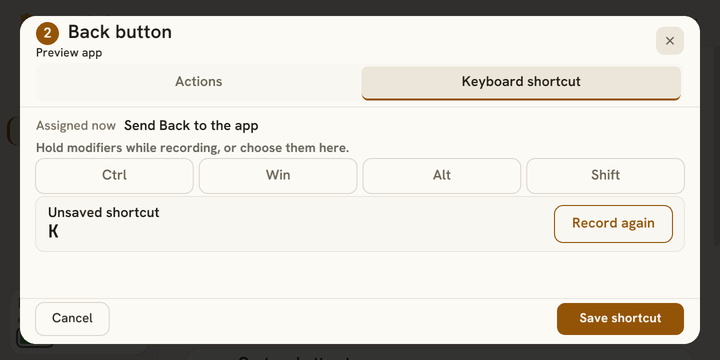 2 Back button
Preview app
Actions
Keyboard shortcut
Assigned now Send Back to the app
Hold modifiers while recording, or choose them here.
Ctrl
Win
Alt
Shift
Unsaved shortcut
K
Record again
Cancel
Save shortcut